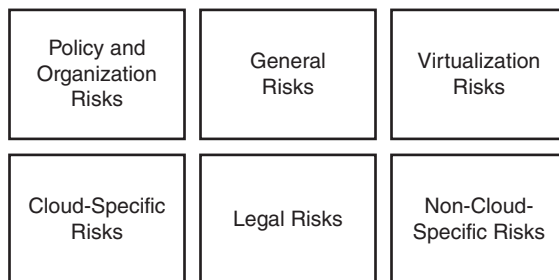 Policy and
Organization
Risks
General
Risks
Virtualization
Risks
Cloud-Specific
Risks
Legal Risks
Non-Cloud-
Specific Risks